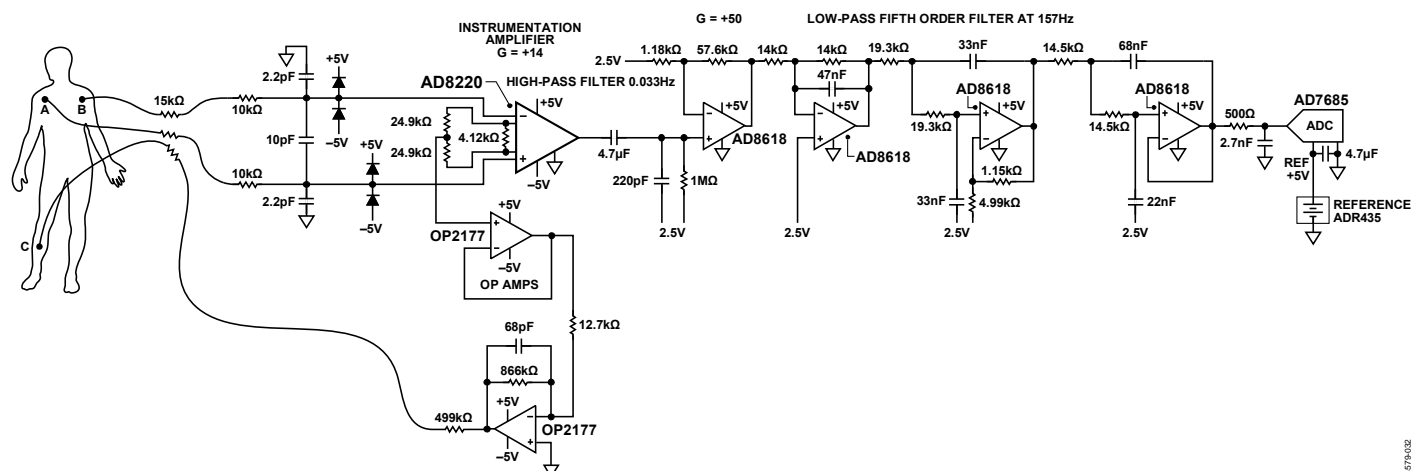 G = +50
LOW-PASS FIFTH ORDER FILTER AT 157Hz
INSTRUMENTATION
AMPLIFIER
G = +14
HIGH-PASS FILTER 0.033Hz
AD8220
A
B
C
15kΩ
10kΩ
10kΩ
2.2pF
10pF
2.2pF
+5V
–5V
+5V
–5V
24.9kΩ
4.12kΩ
24.9kΩ
–
+
+5V
–5V
4.7µF
220pF
1MΩ
2.5V
2.5V
1.18kΩ
57.6kΩ
–
+
+5V
AD8618
14kΩ
14kΩ
47nF
–
+
+5V
AD8618
2.5V
19.3kΩ
33nF
19.3kΩ
AD8618
+
–
+5V
1.15kΩ
4.99kΩ
33nF
2.5V
14.5kΩ
68nF
14.5kΩ
AD8618
+
–
+5V
22nF
2.5V
500Ω
2.7nF
AD7685
ADC
REF
+5V
4.7µF
REFERENCE
ADR435
OP2177
+
–
+5V
–5V
OP AMPS
12.7kΩ
68pF
866kΩ
499kΩ
+5V
–5V
–
+
OP2177